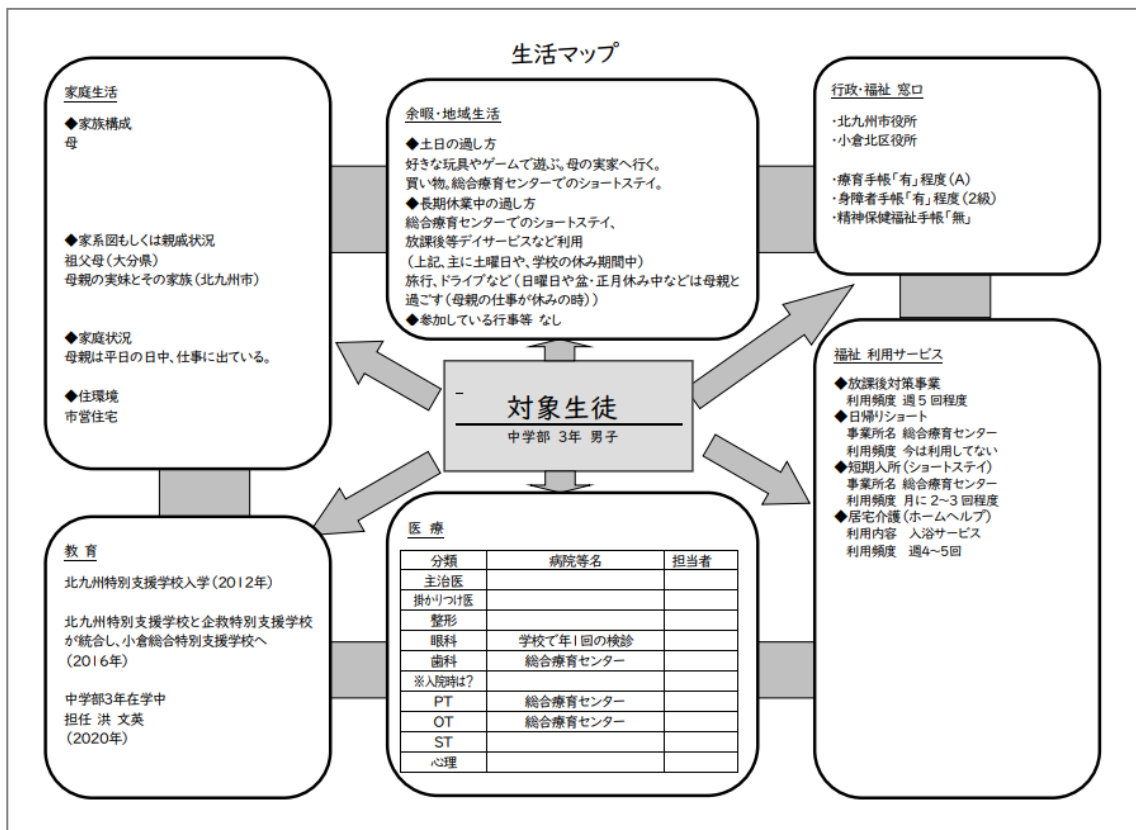 生活マップ
家庭生活
◆家族構成
母
◆家系図もしくは親戚状況
祖父母(大分県)
母親の実妹とその家族(北九州市)
◆家庭状況
母親は平日の日中、仕事に出ている。
◆住環境
市営住宅
余暇・地域生活
◆土日の過し方
好きな玩具やゲームで遊ぶ。母の実家へ行く。
買い物。総合療育センターでのショートステイ。
◆長期休業中の過し方
総合療育センターでのショートステイ、
放課後等デイサービスなど利用
(上記、主に土曜日や、学校の休み期間中)
旅行、ドライブなど(日曜日や盆・正月休み中などは母親と
過ごす(母親の仕事が休みの時))
◆参加している行事等 なし
行政・福祉 窓口
・北九州市役所
・小倉北区役所
・療育手帳「有」程度(A)
・身障者手帳「有」程度(2級)
・精神保健福祉手帳「無」
対象生徒
中学部 3年 男子
福祉 利用サービス
◆放課後対策事業
利用頻度 週5回程度
◆日帰りショート
事業所名 総合療育センター
利用頻度 今は利用してない
◆短期入所(ショートステイ)
事業所名 総合療育センター
利用頻度 月に2~3回程度
◆居宅介護(ホームヘルプ)
利用内容 入浴サービス
利用頻度 週4~5回
教育
北九州特別支援学校入学(2012年)
北九州特別支援学校と企救特別支援学校
が統合し、小倉総合特別支援学校へ
(2016年)
中学部3年在学中
担任 洪 文英
(2020年)
医療
分類 病院等名 担当者
主治医
掛かりつけ医
整形
眼科 学校で年1回の検診
歯科 総合療育センター
※入院時は?
PT 総合療育センター
OT 総合療育センター
ST
心理